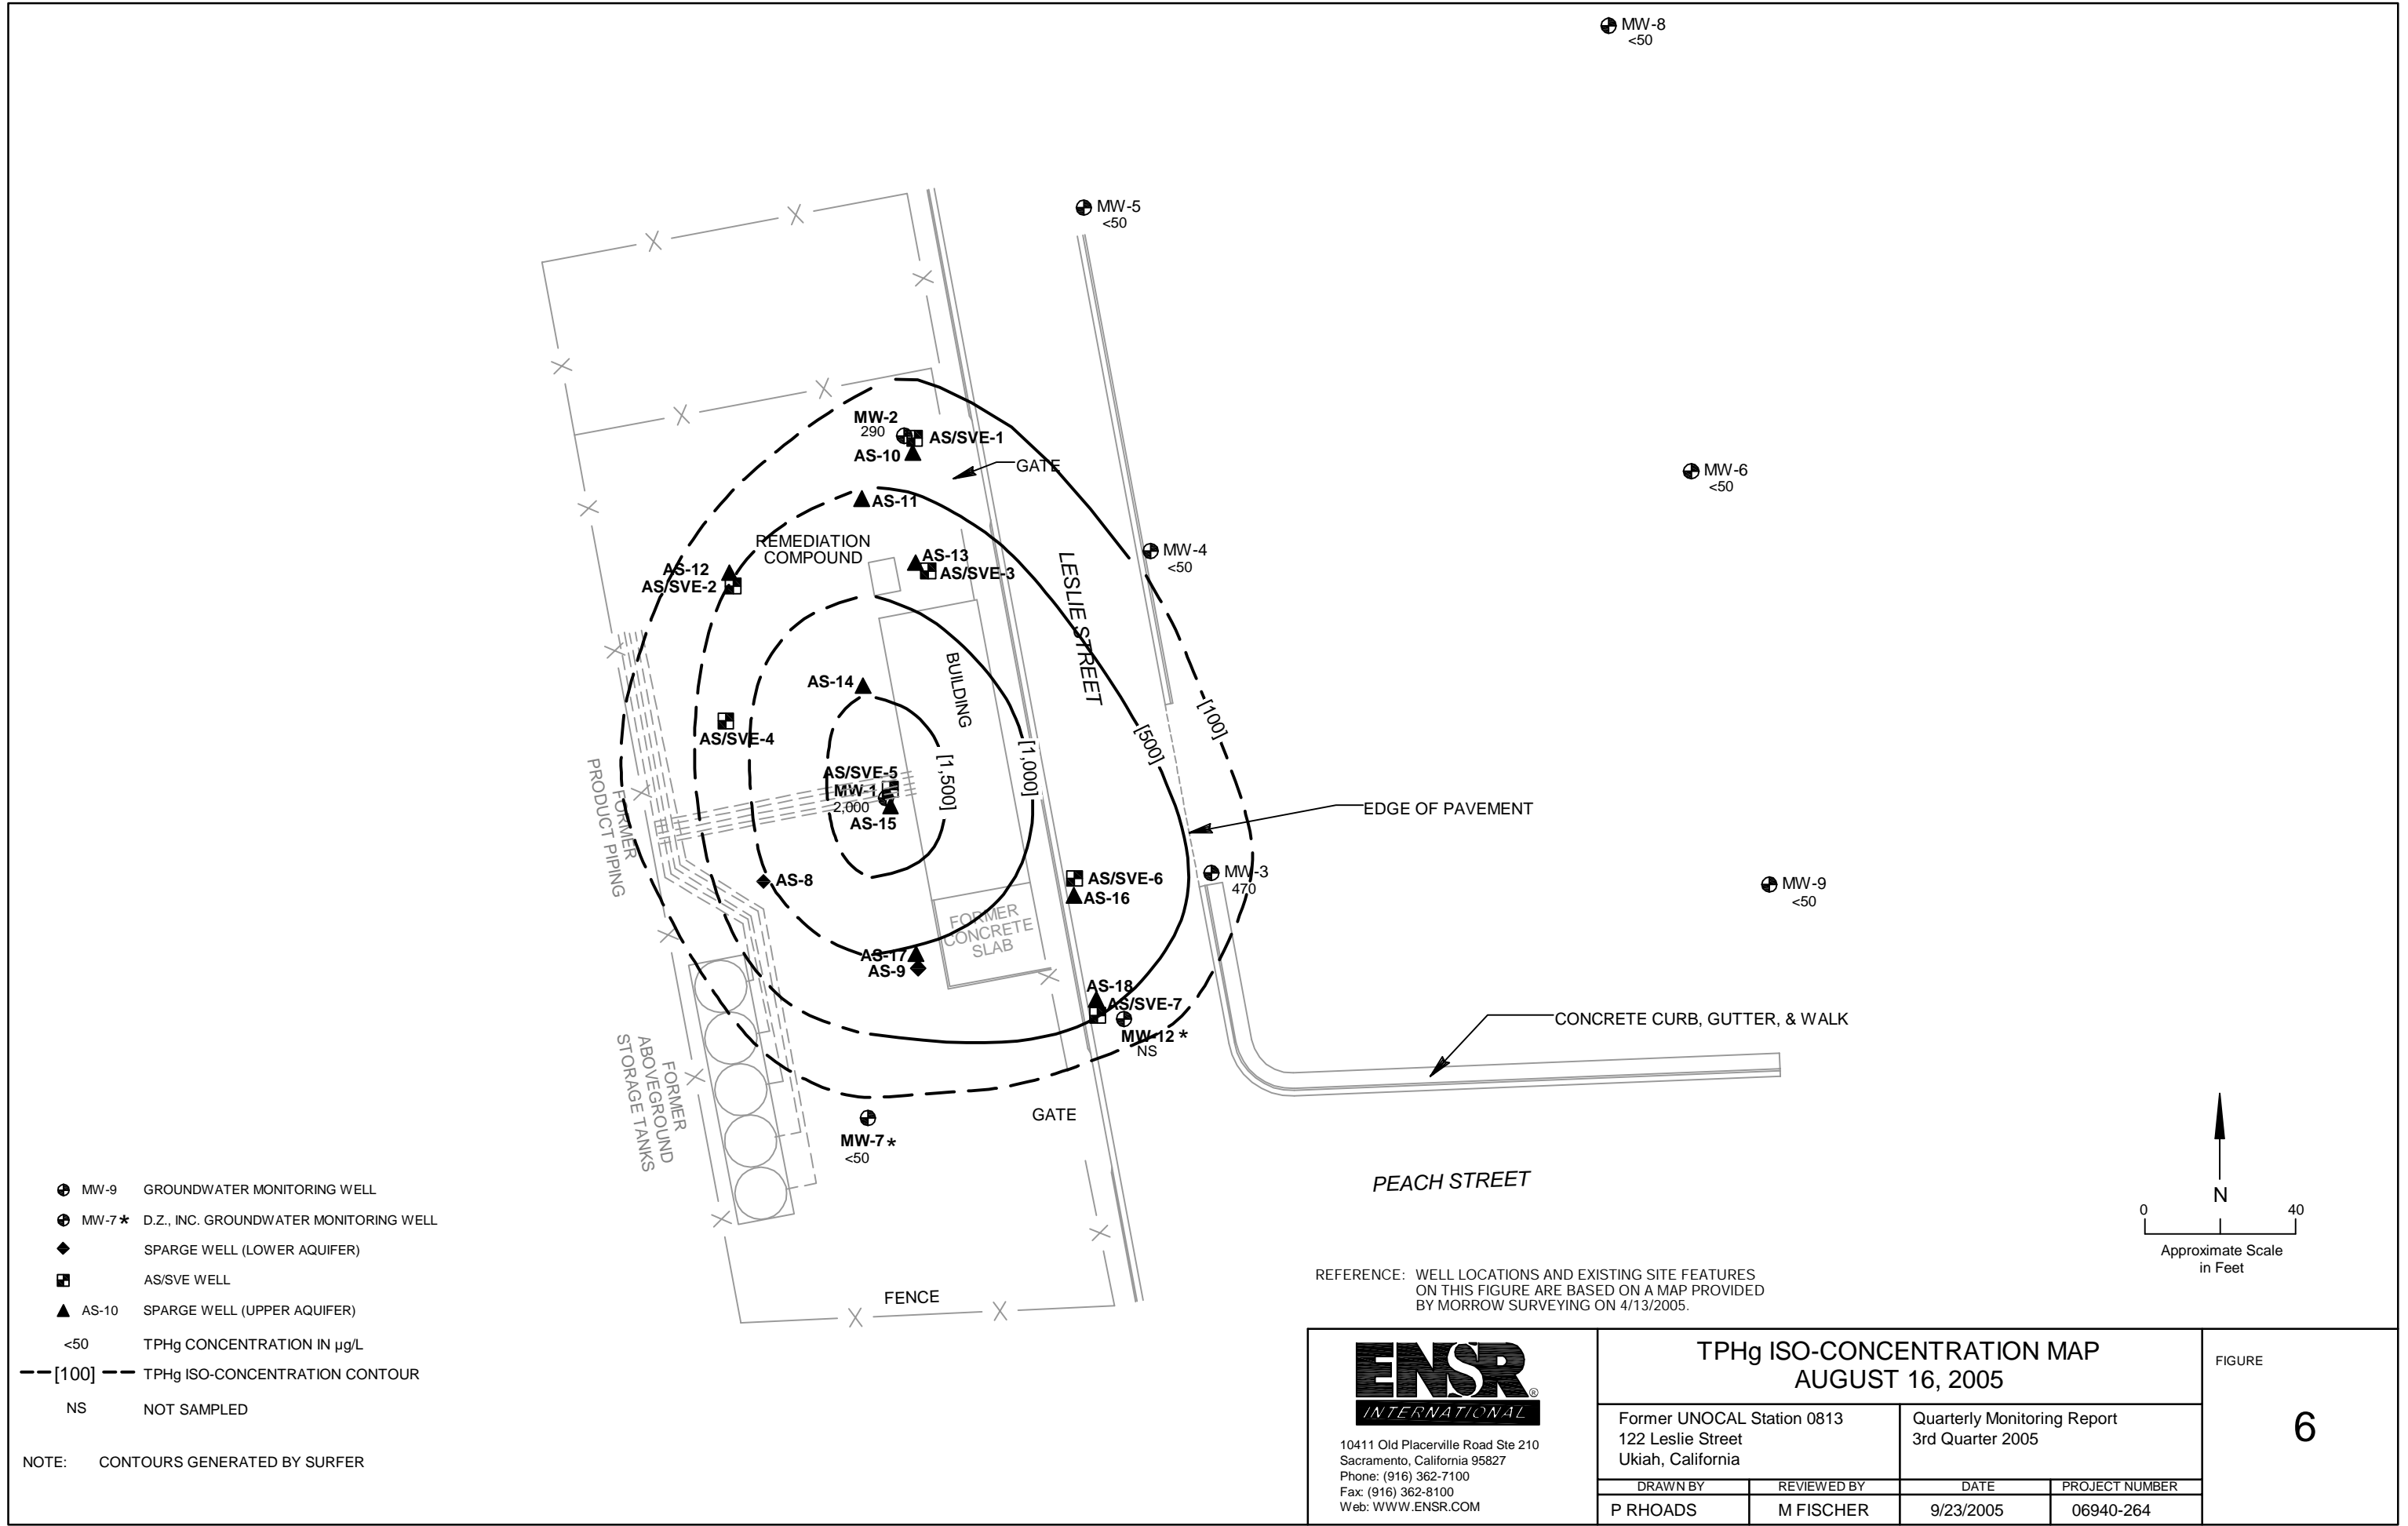 MW-8
<50
MW-5
<50
MW-2
290
AS/SVE-1
AS-10
GATE
MW-6
<50
AS-11
REMEDIATION
COMPOUND
AS-13
AS/SVE-3
MW-4
<50
AS-12
AS/SVE-2
LESLIE STREET
BUILDING
AS-14
AS/SVE-4
[100]
[500]
[1,000]
[1,500]
AS/SVE-5
MW-1
2,000
AS-15
FORMER
PRODUCT PIPING
EDGE OF PAVEMENT
AS-8
AS/SVE-6
AS-16
MW-3
470
MW-9
<50
FORMER
CONCRETE
SLAB
AS-17
AS-9
AS-18
AS/SVE-7
MW-12 *
NS
CONCRETE CURB, GUTTER, & WALK
FORMER
ABOVEGROUND
STORAGE TANKS
GATE
MW-7 *
<50
PEACH STREET
FENCE
MW-9 GROUNDWATER MONITORING WELL
MW-7 * D.Z., INC. GROUNDWATER MONITORING WELL
SPARGE WELL (LOWER AQUIFER)
AS/SVE WELL
AS-10 SPARGE WELL (UPPER AQUIFER)
<50 TPHg CONCENTRATION IN µg/L
[100] TPHg ISO-CONCENTRATION CONTOUR
NS NOT SAMPLED
NOTE: CONTOURS GENERATED BY SURFER
N
0 40
Approximate Scale
in Feet
REFERENCE: WELL LOCATIONS AND EXISTING SITE FEATURES
ON THIS FIGURE ARE BASED ON A MAP PROVIDED
BY MORROW SURVEYING ON 4/13/2005.
ENSR ®
INTERNATIONAL
10411 Old Placerville Road Ste 210
Sacramento, California 95827
Phone: (916) 362-7100
Fax: (916) 362-8100
Web: WWW.ENSR.COM
TPHg ISO-CONCENTRATION MAP
AUGUST 16, 2005
Former UNOCAL Station 0813
122 Leslie Street
Ukiah, California
Quarterly Monitoring Report
3rd Quarter 2005
DRAWN BY REVIEWED BY DATE PROJECT NUMBER
P RHOADS M FISCHER 9/23/2005 06940-264
FIGURE
6